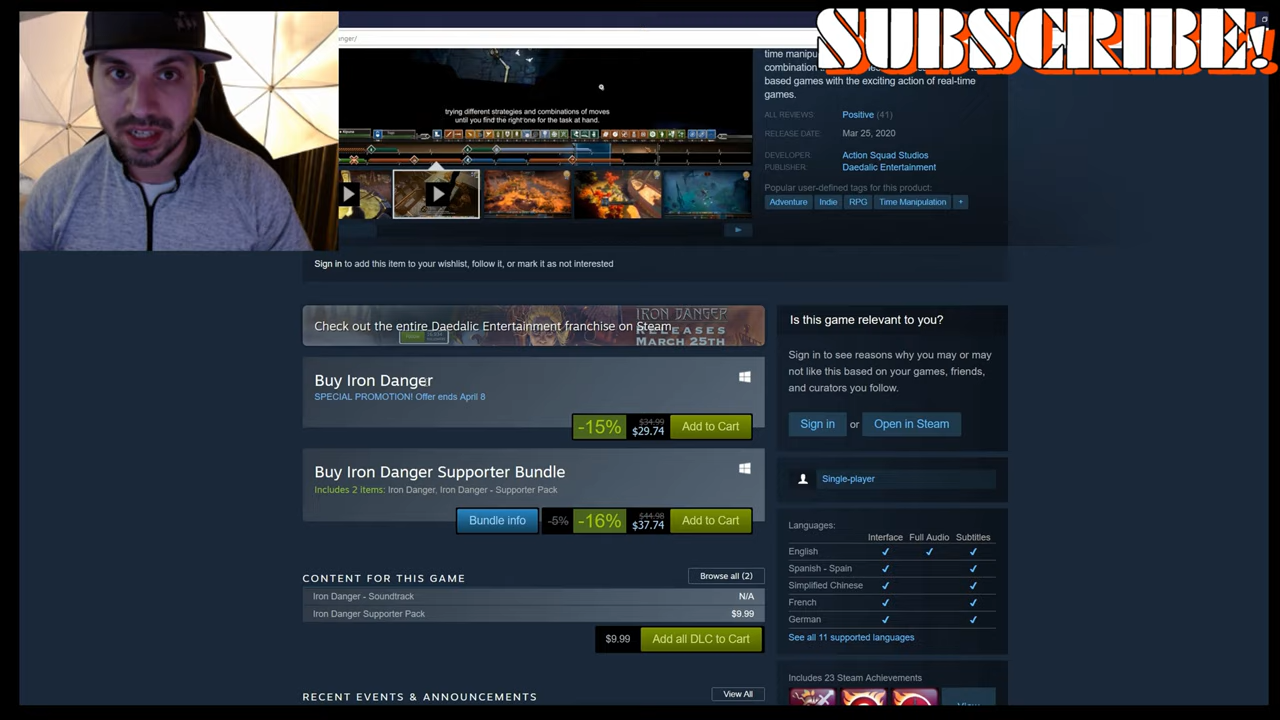 SUBSCRIBE!
anger/
time manipu
combination
based games with the exciting action of real-time
games.
trying different strategies and combinations of moves
until you find the right one for the task at hand.
ALL REVIEWS: Positive (41)
RELEASE DATE: Mar 25, 2020
DEVELOPER: Action Squad Studios
PUBLISHER: Daedalic Entertainment
Popular user-defined tags for this product:
Adventure Indie RPG Time Manipulation +
Sign in to add this item to your wishlist, follow it, or mark it as not interested
Check out the entire Daedalic Entertainment franchise on Steam
IRON DANGER
RELEASES
MARCH 25TH
Buy Iron Danger
SPECIAL PROMOTION! Offer ends April 8
-15% $34.99 $29.74 Add to Cart
Buy Iron Danger Supporter Bundle
Includes 2 items: Iron Danger, Iron Danger - Supporter Pack
Bundle info -5% -16% $44.98 $37.74 Add to Cart
CONTENT FOR THIS GAME Browse all (2)
Iron Danger - Soundtrack N/A
Iron Danger Supporter Pack $9.99
$9.99 Add all DLC to Cart
RECENT EVENTS & ANNOUNCEMENTS View All
Is this game relevant to you?
Sign in to see reasons why you may or may
not like this based on your games, friends,
and curators you follow.
Sign in or Open in Steam
Single-player
Languages:
Interface Full Audio Subtitles
English ✔ ✔ ✔
Spanish - Spain ✔ ✔
Simplified Chinese ✔ ✔
French ✔ ✔
German ✔ ✔
See all 11 supported languages
Includes 23 Steam Achievements